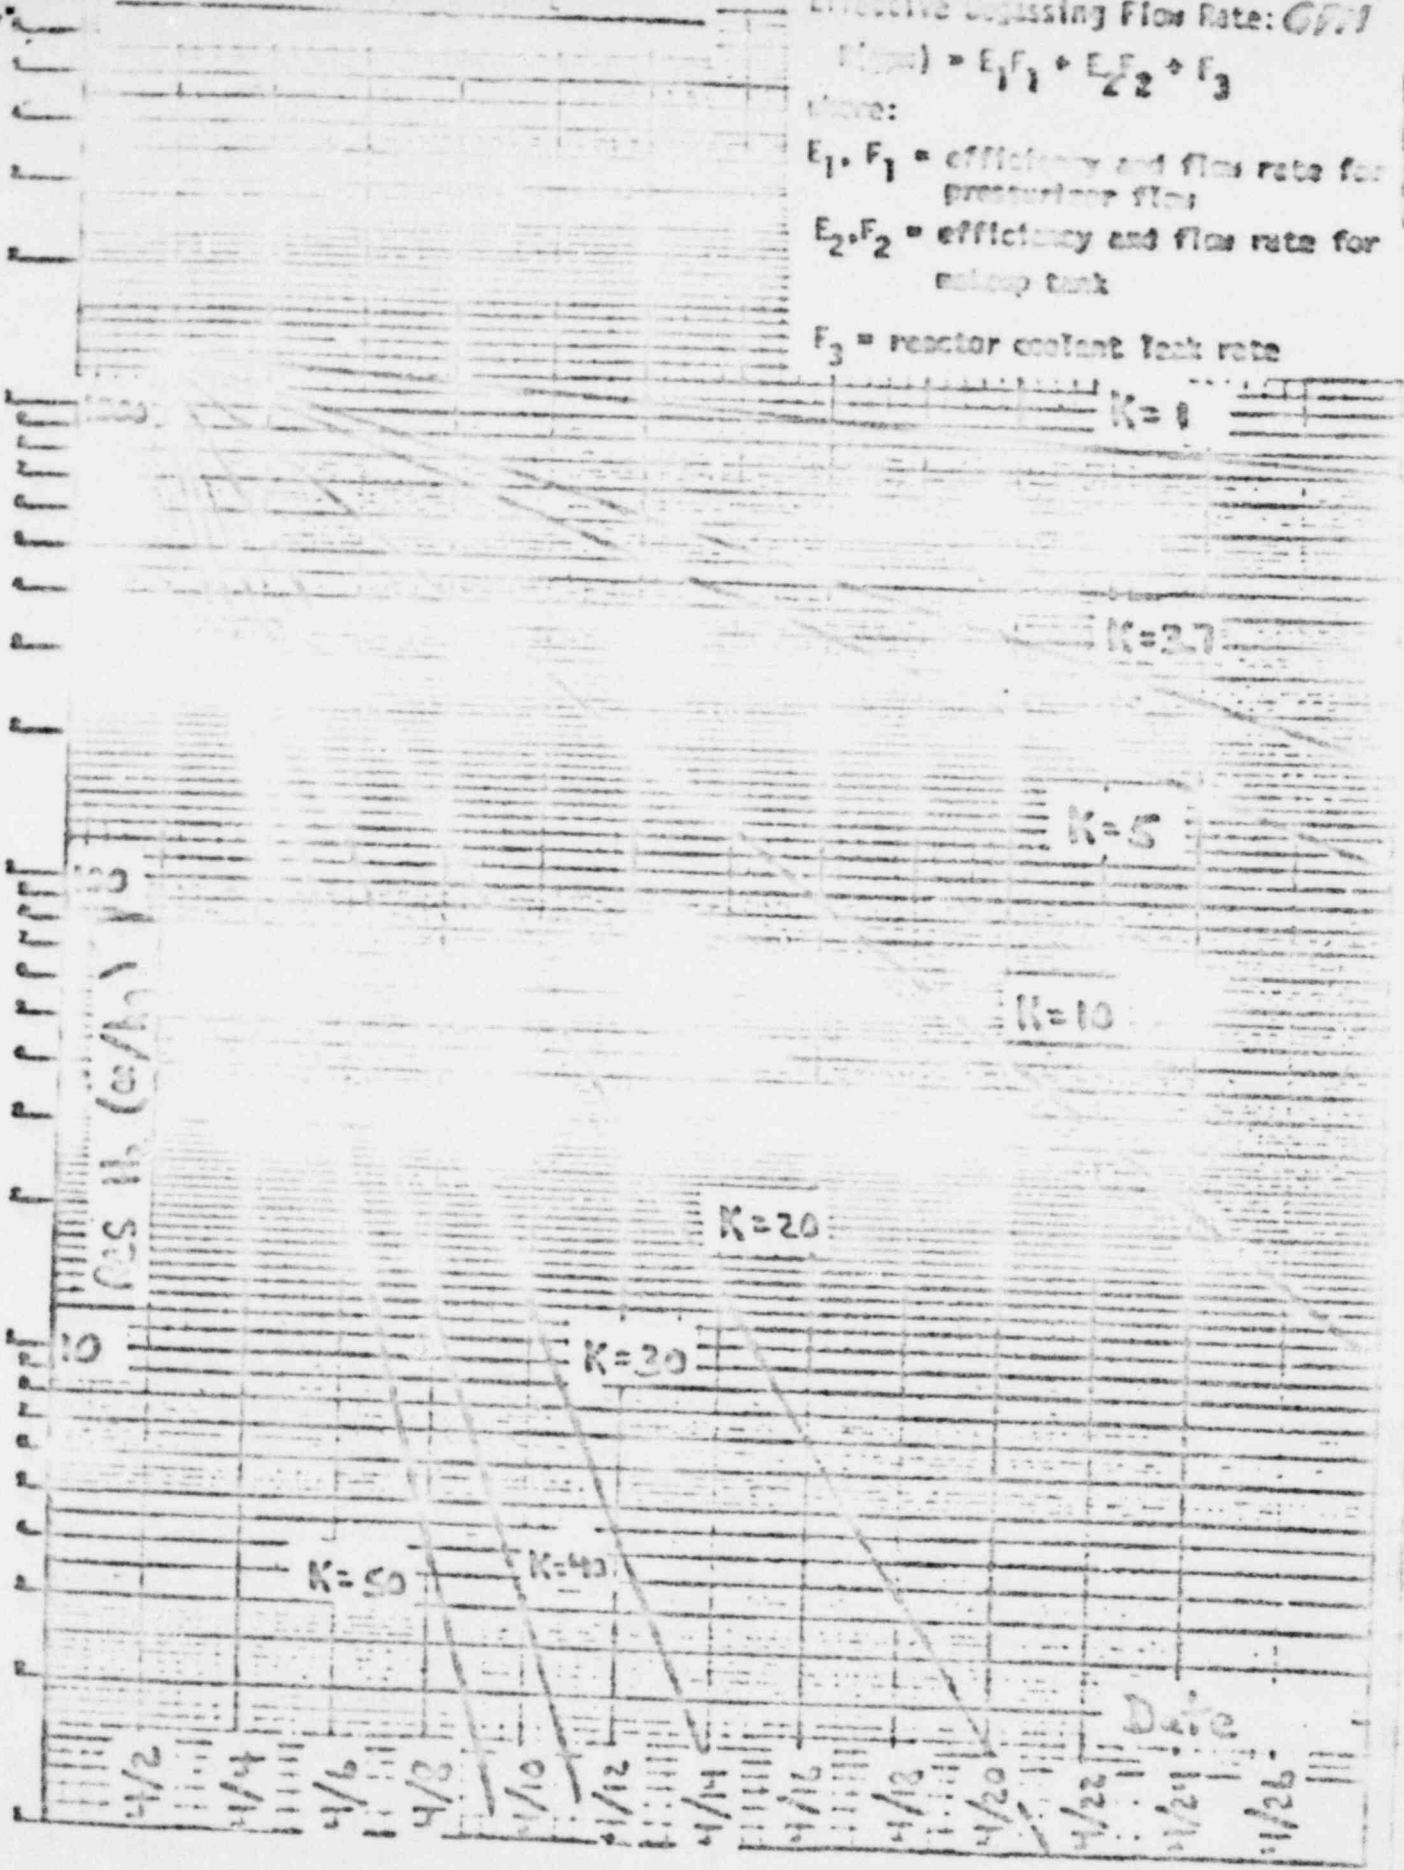 Effective Degassing Flow Rate: GPM
= E₁F₁ + E₂F₂ + F₃
where:
E₁, F₁ = efficiency and flow rate for
pressurizer flow
E₂,F₂ = efficiency and flow rate for
makeup tank
F₃ = reactor coolant leak rate
K=1
K=3.7
K=5
K=10
K=20
K=30
K=40
K=50
10
Date
4/2
4/4
4/6
4/8
4/10
4/12
4/14
4/16
4/18
4/20
4/22
4/24
4/26